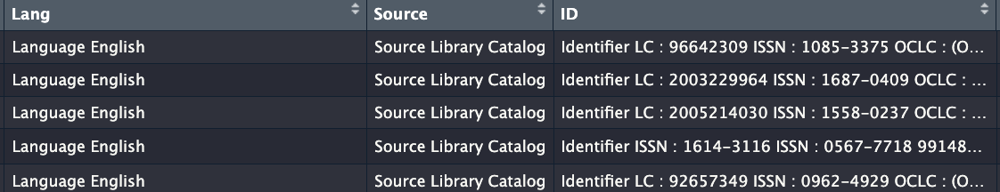 Lang Source ID
Language English Source Library Catalog Identifier LC : 96642309 ISSN : 1085-3375 OCLC : (O...
Language English Source Library Catalog Identifier LC : 2003229964 ISSN : 1687-0409 OCLC : ...
Language English Source Library Catalog Identifier LC : 2005214030 ISSN : 1558-0237 OCLC : ...
Language English Source Library Catalog Identifier ISSN : 1614-3116 ISSN : 0567-7718 99148...
Language English Source Library Catalog Identifier LC : 92657349 ISSN : 0962-4929 OCLC : (O...